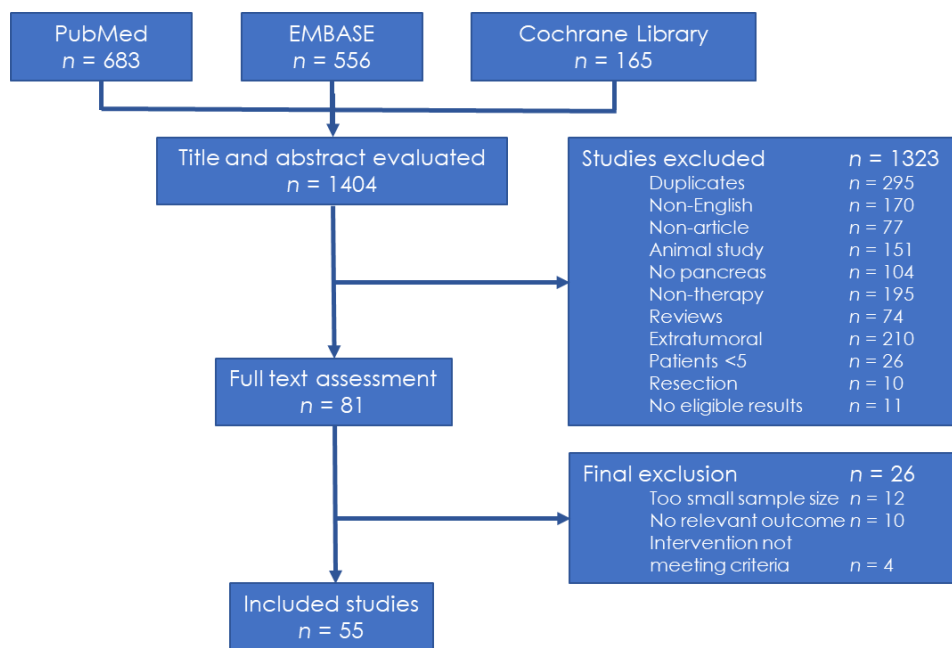 PubMed
n = 683
EMBASE
n = 556
Cochrane Library
n = 165
Title and abstract evaluated
n = 1404
Studies excluded n = 1323
Duplicates n = 295
Non-English n = 170
Non-article n = 77
Animal study n = 151
No pancreas n = 104
Non-therapy n = 195
Reviews n = 74
Extratumoral n = 210
Patients <5 n = 26
Resection n = 10
No eligible results n = 11
Full text assessment
n = 81
Final exclusion n = 26
Too small sample size n = 12
No relevant outcome n = 10
Intervention not
meeting criteria n = 4
Included studies
n = 55